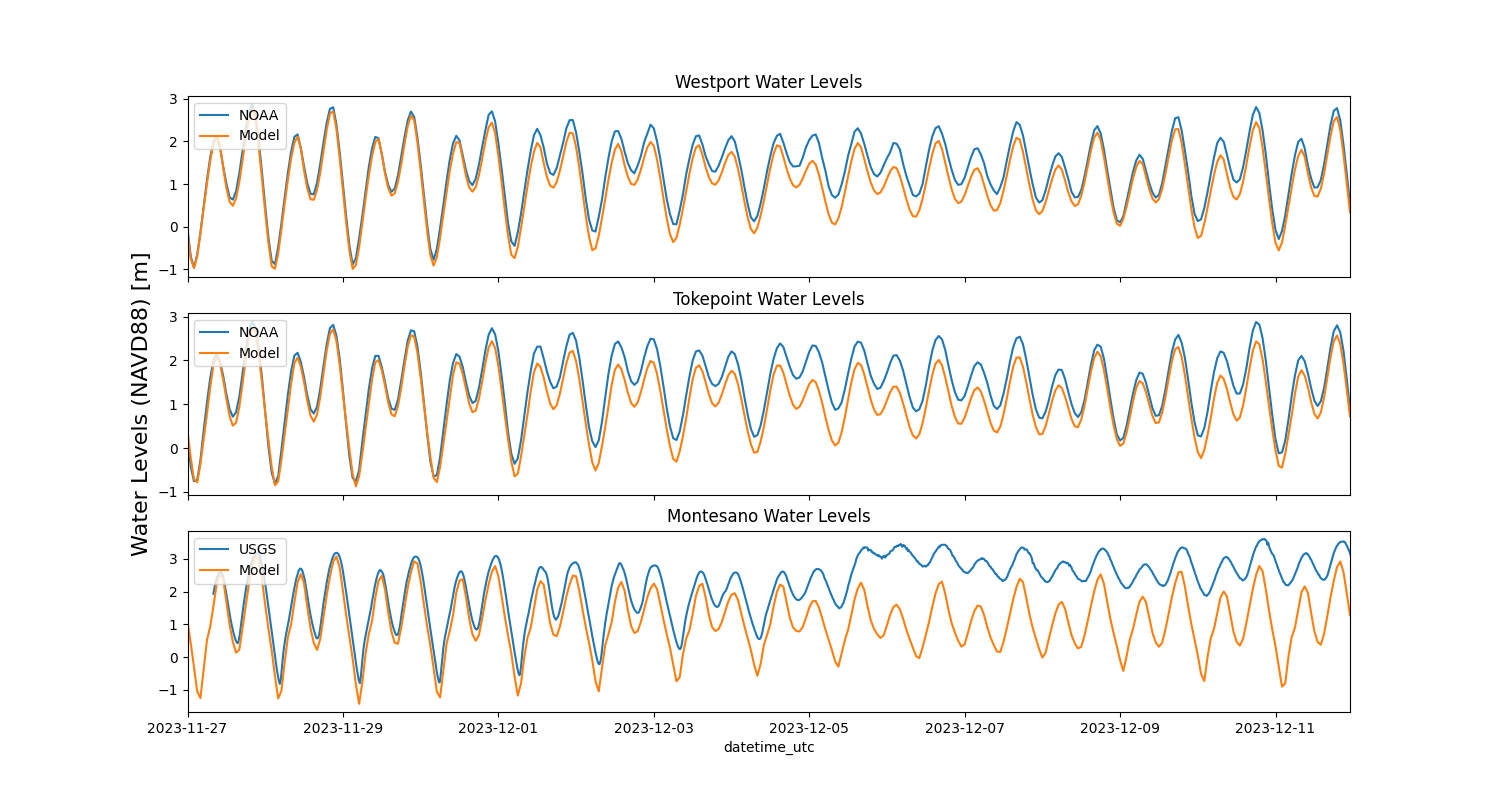 Westport Water Levels
3
2
1
0
−1
NOAA
Model
Tokepoint Water Levels
3
2
1
0
−1
NOAA
Model
Water Levels (NAVD88) [m]
Montesano Water Levels
3
2
1
0
−1
USGS
Model
2023-11-27 2023-11-29 2023-12-01 2023-12-03 2023-12-05 2023-12-07 2023-12-09 2023-12-11
datetime_utc